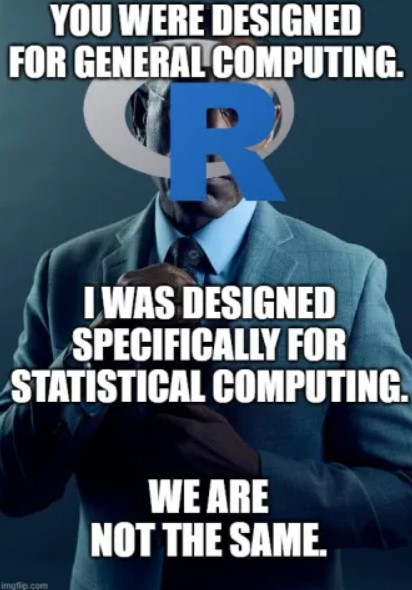 YOU WERE DESIGNED
FOR GENERAL COMPUTING.
R
I WAS DESIGNED
SPECIFICALLY FOR
STATISTICAL COMPUTING.
WE ARE
NOT THE SAME.
imgflip.com